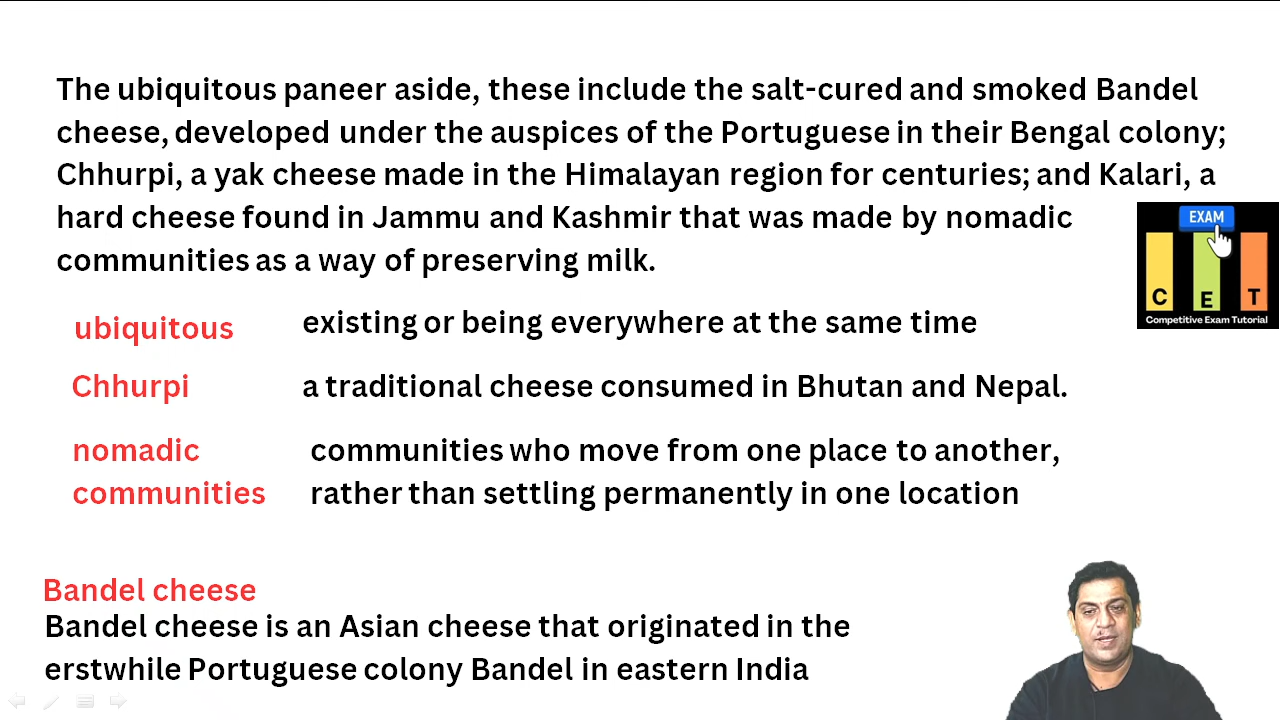 The ubiquitous paneer aside, these include the salt-cured and smoked Bandel
cheese, developed under the auspices of the Portuguese in their Bengal colony;
Chhurpi, a yak cheese made in the Himalayan region for centuries; and Kalari, a
hard cheese found in Jammu and Kashmir that was made by nomadic
communities as a way of preserving milk.
EXAM
C E T
Competitive Exam Tutorial
ubiquitous existing or being everywhere at the same time
Chhurpi a traditional cheese consumed in Bhutan and Nepal.
nomadic communities who move from one place to another,
communities rather than settling permanently in one location
Bandel cheese
Bandel cheese is an Asian cheese that originated in the
erstwhile Portuguese colony Bandel in eastern India